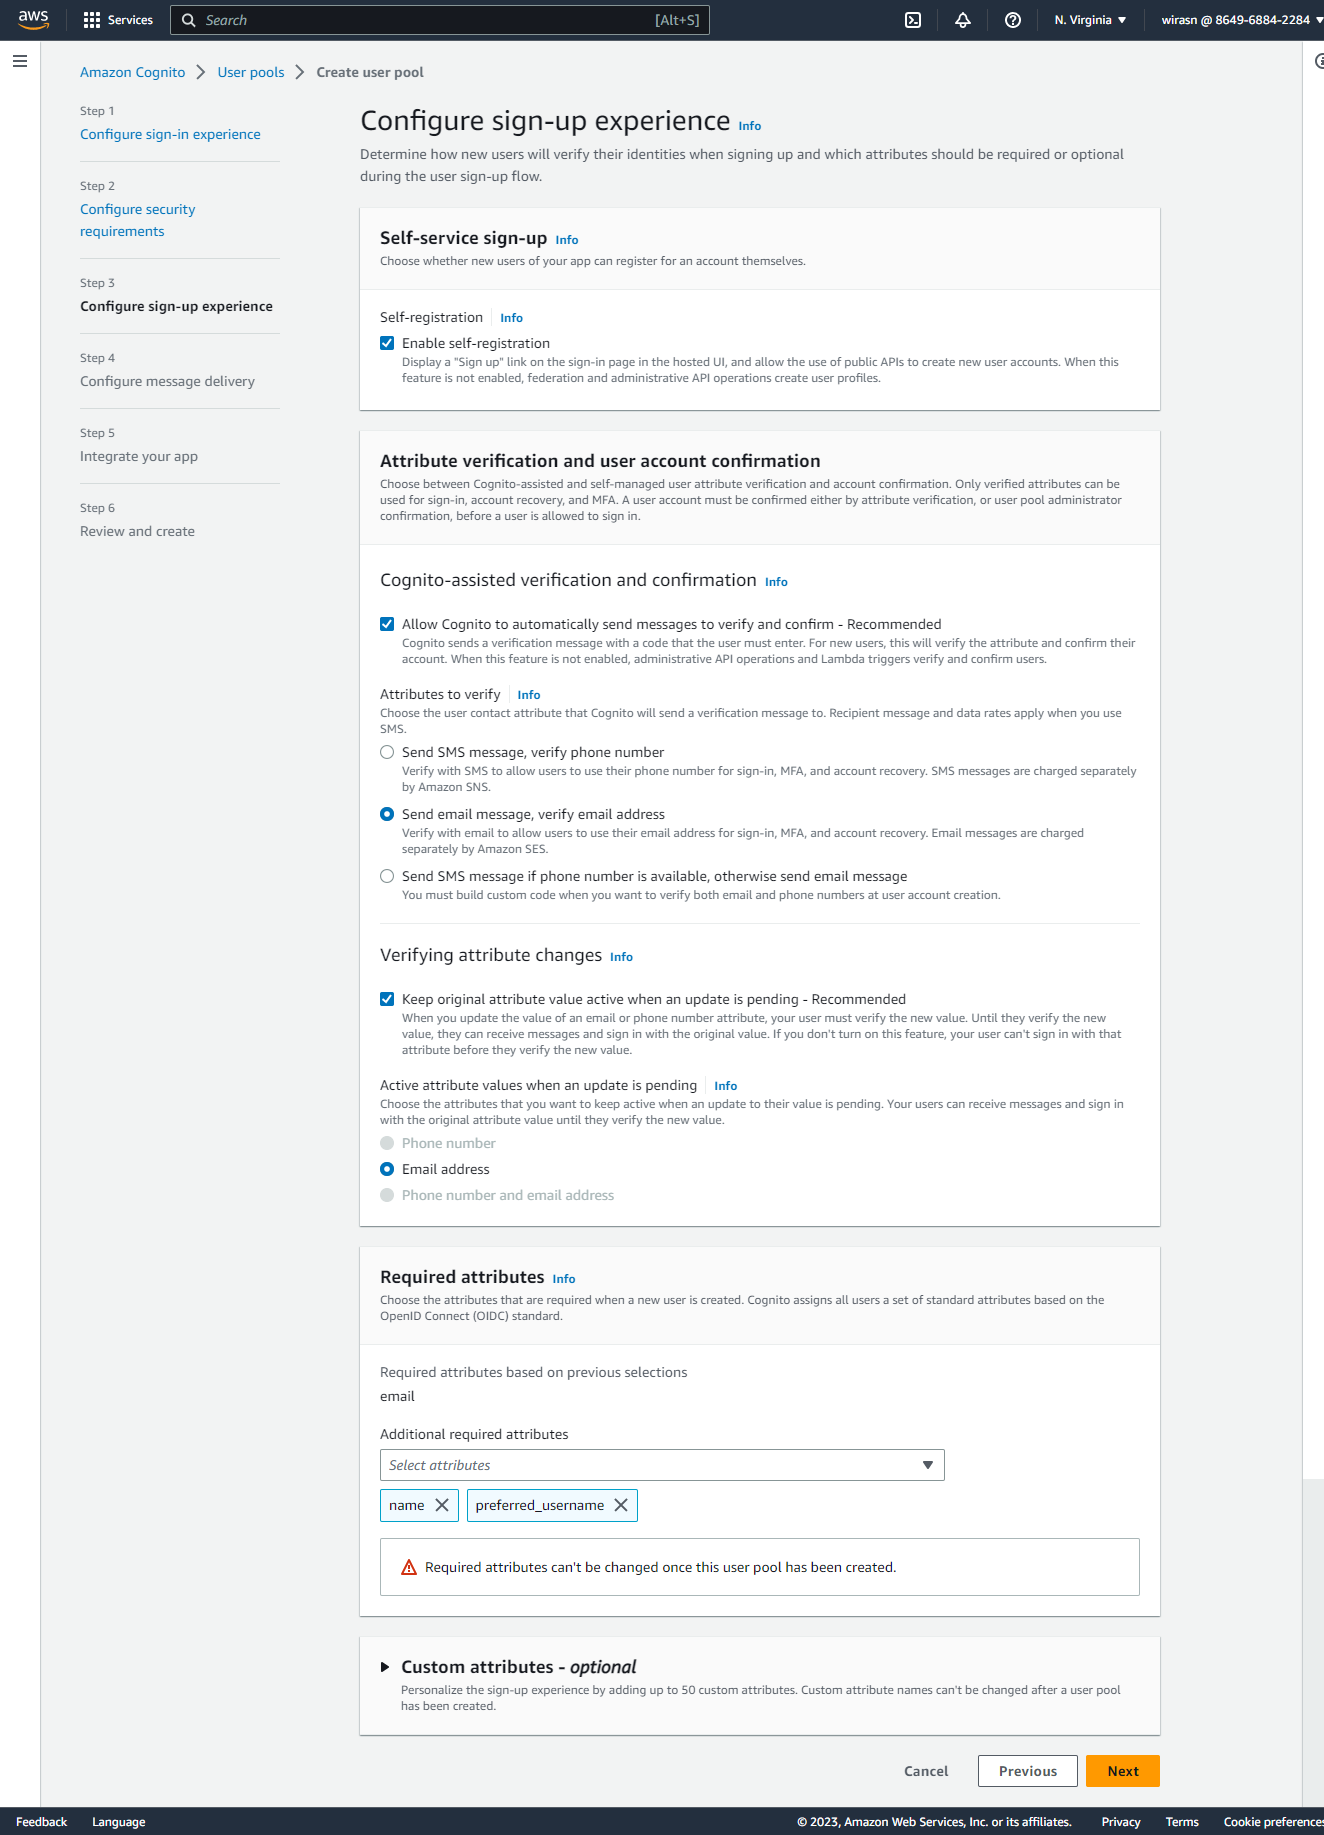 aws
Services
Search
[Alt+S]
N. Virginia
wirasn @ 8649-6884-2284
Amazon Cognito
User pools
Create user pool
Step 1
Configure sign-in experience
Step 2
Configure security
requirements
Step 3
Configure sign-up experience
Step 4
Configure message delivery
Step 5
Integrate your app
Step 6
Review and create
Configure sign-up experience Info
Determine how new users will verify their identities when signing up and which attributes should be required or optional
during the user sign-up flow.
Self-service sign-up Info
Choose whether new users of your app can register for an account themselves.
Self-registration Info
Enable self-registration
Display a "Sign up" link on the sign-in page in the hosted UI, and allow the use of public APIs to create new user accounts. When this
feature is not enabled, federation and administrative API operations create user profiles.
Attribute verification and user account confirmation
Choose between Cognito-assisted and self-managed user attribute verification and account confirmation. Only verified attributes can be
used for sign-in, account recovery, and MFA. A user account must be confirmed either by attribute verification, or user pool administrator
confirmation, before a user is allowed to sign in.
Cognito-assisted verification and confirmation Info
Allow Cognito to automatically send messages to verify and confirm - Recommended
Cognito sends a verification message with a code that the user must enter. For new users, this will verify the attribute and confirm their
account. When this feature is not enabled, administrative API operations and Lambda triggers verify and confirm users.
Attributes to verify Info
Choose the user contact attribute that Cognito will send a verification message to. Recipient message and data rates apply when you use
SMS.
Send SMS message, verify phone number
Verify with SMS to allow users to use their phone number for sign-in, MFA, and account recovery. SMS messages are charged separately
by Amazon SNS.
Send email message, verify email address
Verify with email to allow users to use their email address for sign-in, MFA, and account recovery. Email messages are charged
separately by Amazon SES.
Send SMS message if phone number is available, otherwise send email message
You must build custom code when you want to verify both email and phone numbers at user account creation.
Verifying attribute changes Info
Keep original attribute value active when an update is pending - Recommended
When you update the value of an email or phone number attribute, your user must verify the new value. Until they verify the new
value, they can receive messages and sign in with the original value. If you don't turn on this feature, your user can't sign in with that
attribute before they verify the new value.
Active attribute values when an update is pending Info
Choose the attributes that you want to keep active when an update to their value is pending. Your users can receive messages and sign in
with the original attribute value until they verify the new value.
Phone number
Email address
Phone number and email address
Required attributes Info
Choose the attributes that are required when a new user is created. Cognito assigns all users a set of standard attributes based on the
OpenID Connect (OIDC) standard.
Required attributes based on previous selections
email
Additional required attributes
Select attributes
name
preferred_username
Required attributes can't be changed once this user pool has been created.
Custom attributes - optional
Personalize the sign-up experience by adding up to 50 custom attributes. Custom attribute names can't be changed after a user pool
has been created.
Cancel
Previous
Next
Feedback
Language
© 2023, Amazon Web Services, Inc. or its affiliates.
Privacy
Terms
Cookie preferences